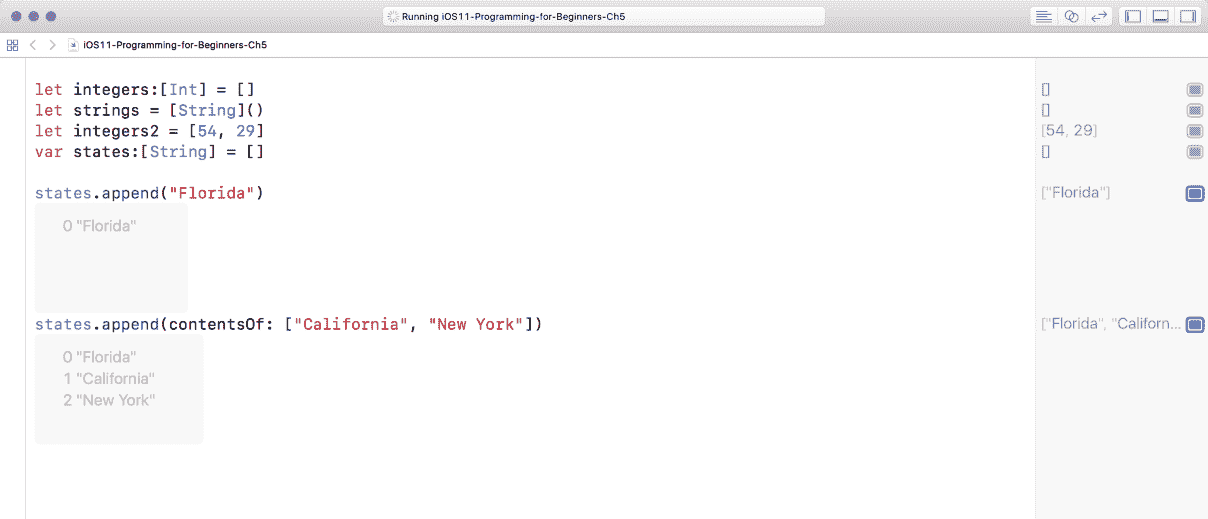 Running iOS11-Programming-for-Beginners-Ch5
iOS11-Programming-for-Beginners-Ch5
let integers:[Int] = []
[]
let strings = [String]()
[]
let integers2 = [54, 29]
[54, 29]
var states:[String] = []
[]
states.append("Florida")
["Florida"]
0 "Florida"
states.append(contentsOf: ["California", "New York"])
["Florida", "Californ...
0 "Florida"
1 "California"
2 "New York"